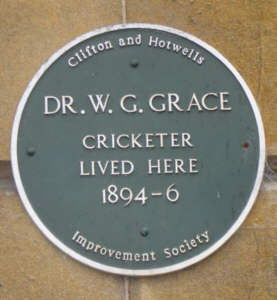 Clifton and Hotwells
DR. W. G. GRACE
CRICKETER
LIVED HERE
1894-6
Improvement Society